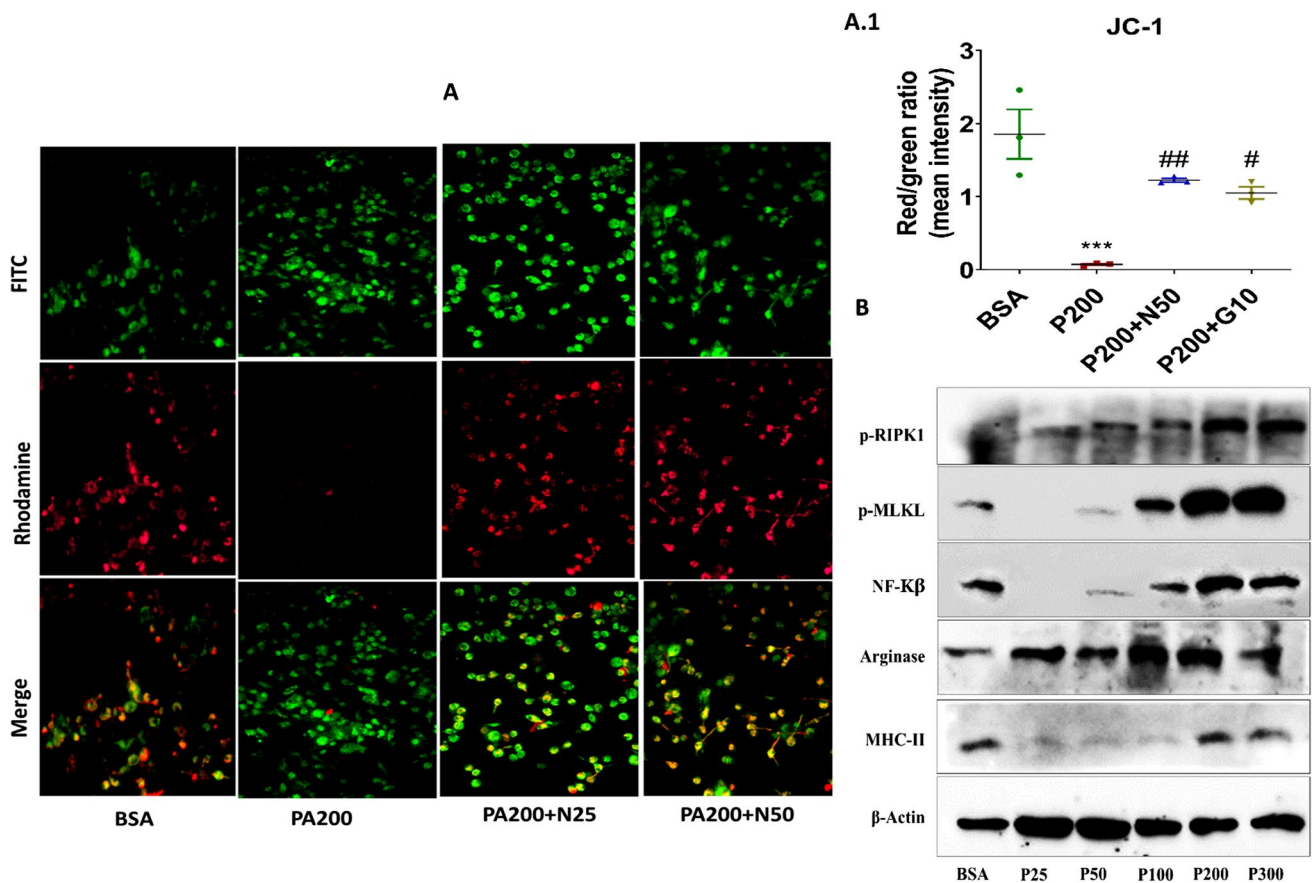 A
FITC
Rhodamine
Merge
BSA
PA200
PA200+N25
PA200+N50
A.1
JC-1
Red/green ratio
(mean intensity)
3
2
1
0
***
##
#
BSA
P200
P200+N50
P200+G10
B
p-RIPK1
p-MLKL
NF-Kβ
Arginase
MHC-II
β-Actin
BSA P25 P50 P100 P200 P300